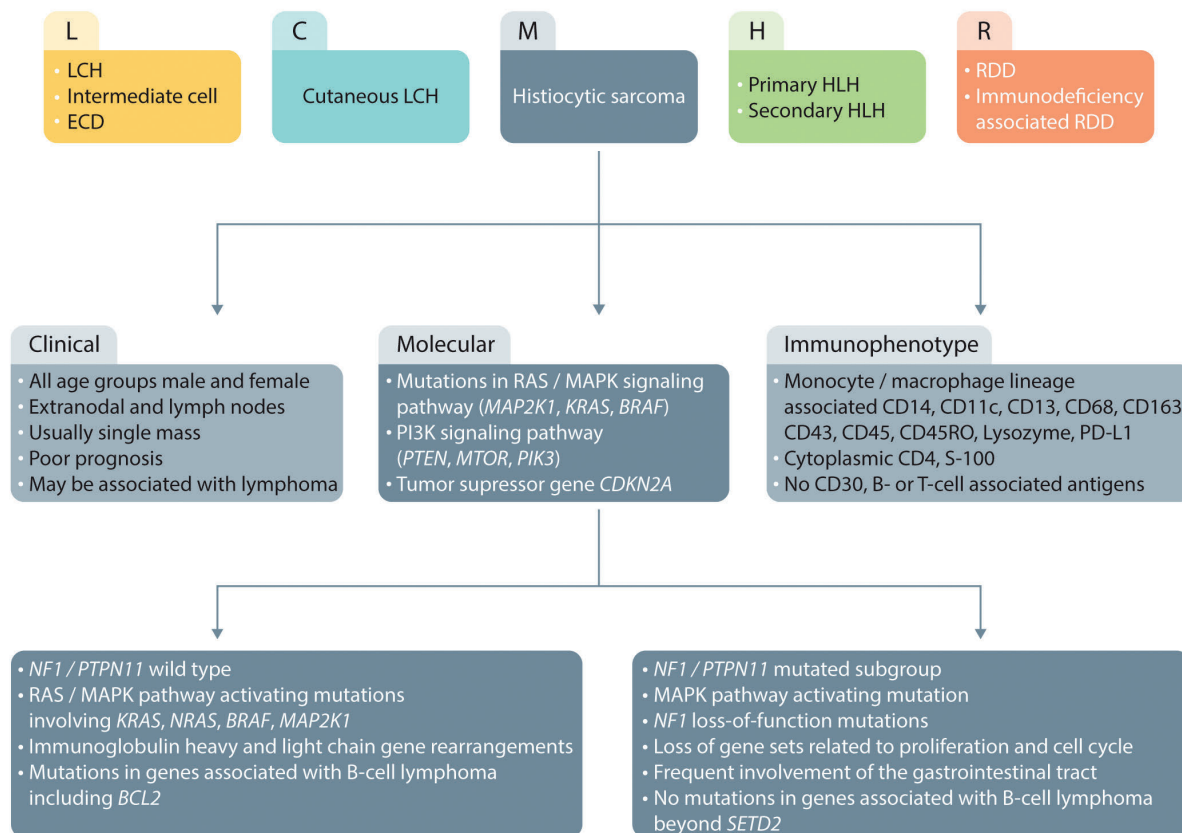 L
• LCH
• Intermediate cell
• ECD
C
Cutaneous LCH
M
Histiocytic sarcoma
H
• Primary HLH
• Secondary HLH
R
• RDD
• Immunodeficiency
associated RDD
Clinical
• All age groups male and female
• Extranodal and lymph nodes
• Usually single mass
• Poor prognosis
• May be associated with lymphoma
Molecular
• Mutations in RAS / MAPK signaling
pathway (MAP2K1, KRAS, BRAF)
• PI3K signaling pathway
(PTEN, MTOR, PIK3)
• Tumor supressor gene CDKN2A
Immunophenotype
• Monocyte / macrophage lineage
associated CD14, CD11c, CD13, CD68, CD163
CD43, CD45, CD45RO, Lysozyme, PD-L1
• Cytoplasmic CD4, S-100
• No CD30, B- or T-cell associated antigens
• NF1 / PTPN11 wild type
• RAS / MAPK pathway activating mutations
involving KRAS, NRAS, BRAF, MAP2K1
• Immunoglobulin heavy and light chain gene rearrangements
• Mutations in genes associated with B-cell lymphoma
including BCL2
• NF1 / PTPN11 mutated subgroup
• MAPK pathway activating mutation
• NF1 loss-of-function mutations
• Loss of gene sets related to proliferation and cell cycle
• Frequent involvement of the gastrointestinal tract
• No mutations in genes associated with B-cell lymphoma
beyond SETD2